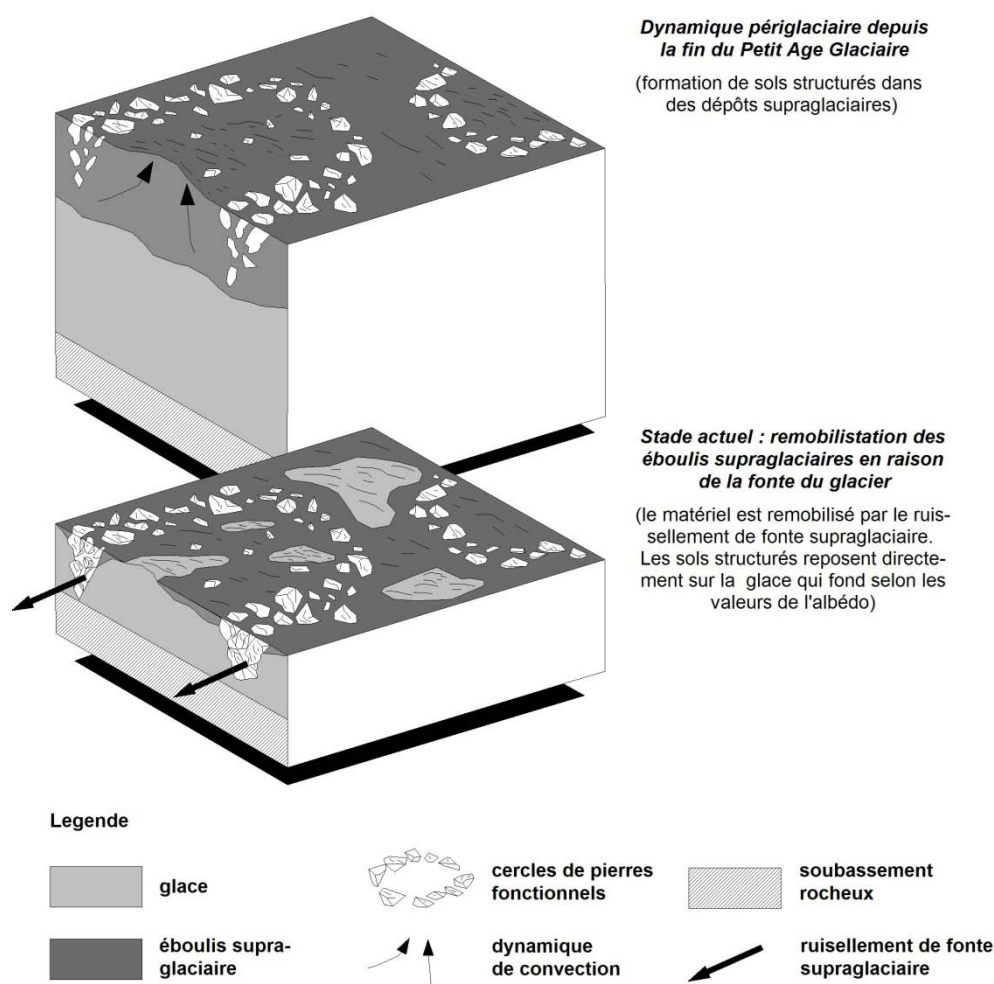 Dynamique périglaciaire depuis
la fin du Petit Age Glaciaire
(formation de sols structurés dans
des dépôts supraglaciaires)
Stade actuel : remobilistation des
éboulis supraglaciaires en raison
de la fonte du glacier
(le matériel est remobilisé par le ruis-
sellement de fonte supraglaciaire.
Les sols structurés reposent directe-
ment sur la glace qui fond selon les
valeurs de l'albédo)
Legende
glace
cercles de pierres
fonctionnels
soubassement
rocheux
éboulis supra-
glaciaire
dynamique
de convection
ruisellement de fonte
supraglaciaire